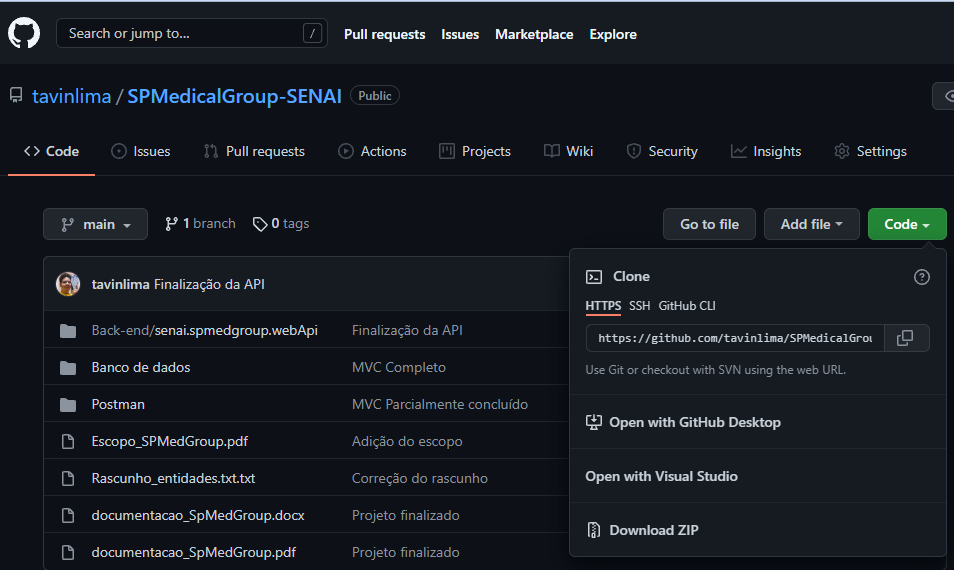 Search or jump to... /
Pull requests Issues Marketplace Explore
tavinlima / SPMedicalGroup-SENAI Public
Code Issues Pull requests Actions Projects Wiki Security Insights Settings
main 1 branch 0 tags Go to file Add file Code
tavinlima Finalização da API
Back-end/senai.spmedgroup.webApi Finalização da API
Banco de dados MVC Completo
Postman MVC Parcialmente concluído
Escopo_SPMedGroup.pdf Adição do escopo
Rascunho_entidades.txt.txt Correção do rascunho
documentacao_SpMedGroup.docx Projeto finalizado
documentacao_SpMedGroup.pdf Projeto finalizado
Clone
HTTPS SSH GitHub CLI
https://github.com/tavinlima/SPMedicalGrou
Use Git or checkout with SVN using the web URL.
Open with GitHub Desktop
Open with Visual Studio
Download ZIP